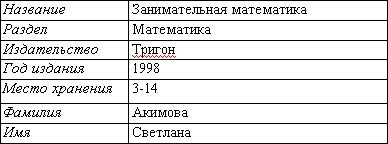 Название Занимательная математика
Раздел Математика
Издательство Тригон
Год издания 1998
Место хранения 3-14
Фамилия Акимова
Имя Светлана